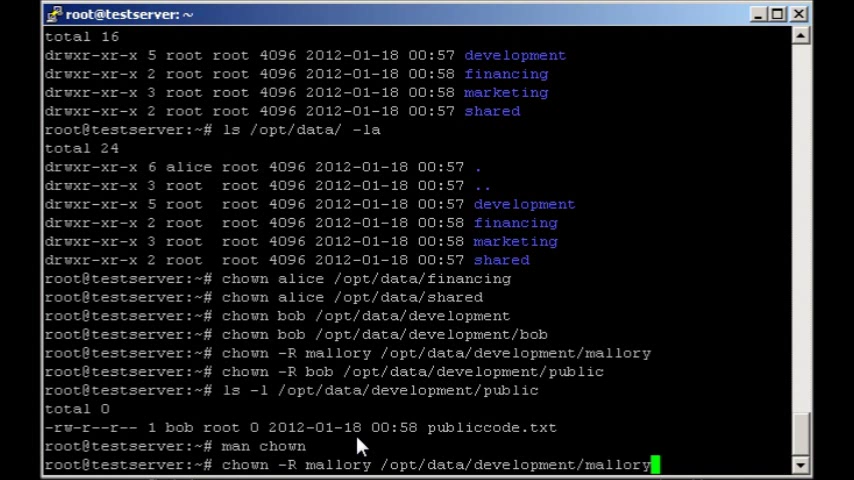 root@testserver: ~
total 16
drwxr-xr-x 5 root root 4096 2012-01-18 00:57 development
drwxr-xr-x 2 root root 4096 2012-01-18 00:58 financing
drwxr-xr-x 3 root root 4096 2012-01-18 00:58 marketing
drwxr-xr-x 2 root root 4096 2012-01-18 00:57 shared
root@testserver:~# ls /opt/data/ -la
total 24
drwxr-xr-x 6 alice root 4096 2012-01-18 00:57 .
drwxr-xr-x 3 root  root 4096 2012-01-18 00:57 ..
drwxr-xr-x 5 root  root 4096 2012-01-18 00:57 development
drwxr-xr-x 2 root  root 4096 2012-01-18 00:58 financing
drwxr-xr-x 3 root  root 4096 2012-01-18 00:58 marketing
drwxr-xr-x 2 root  root 4096 2012-01-18 00:57 shared
root@testserver:~# chown alice /opt/data/financing
root@testserver:~# chown alice /opt/data/shared
root@testserver:~# chown bob /opt/data/development
root@testserver:~# chown bob /opt/data/development/bob
root@testserver:~# chown -R mallory /opt/data/development/mallory
root@testserver:~# chown -R bob /opt/data/development/public
root@testserver:~# ls -l /opt/data/development/public
total 0
-rw-r--r-- 1 bob root 0 2012-01-18 00:58 publiccode.txt
root@testserver:~# man chown
root@testserver:~# chown -R mallory /opt/data/development/mallory